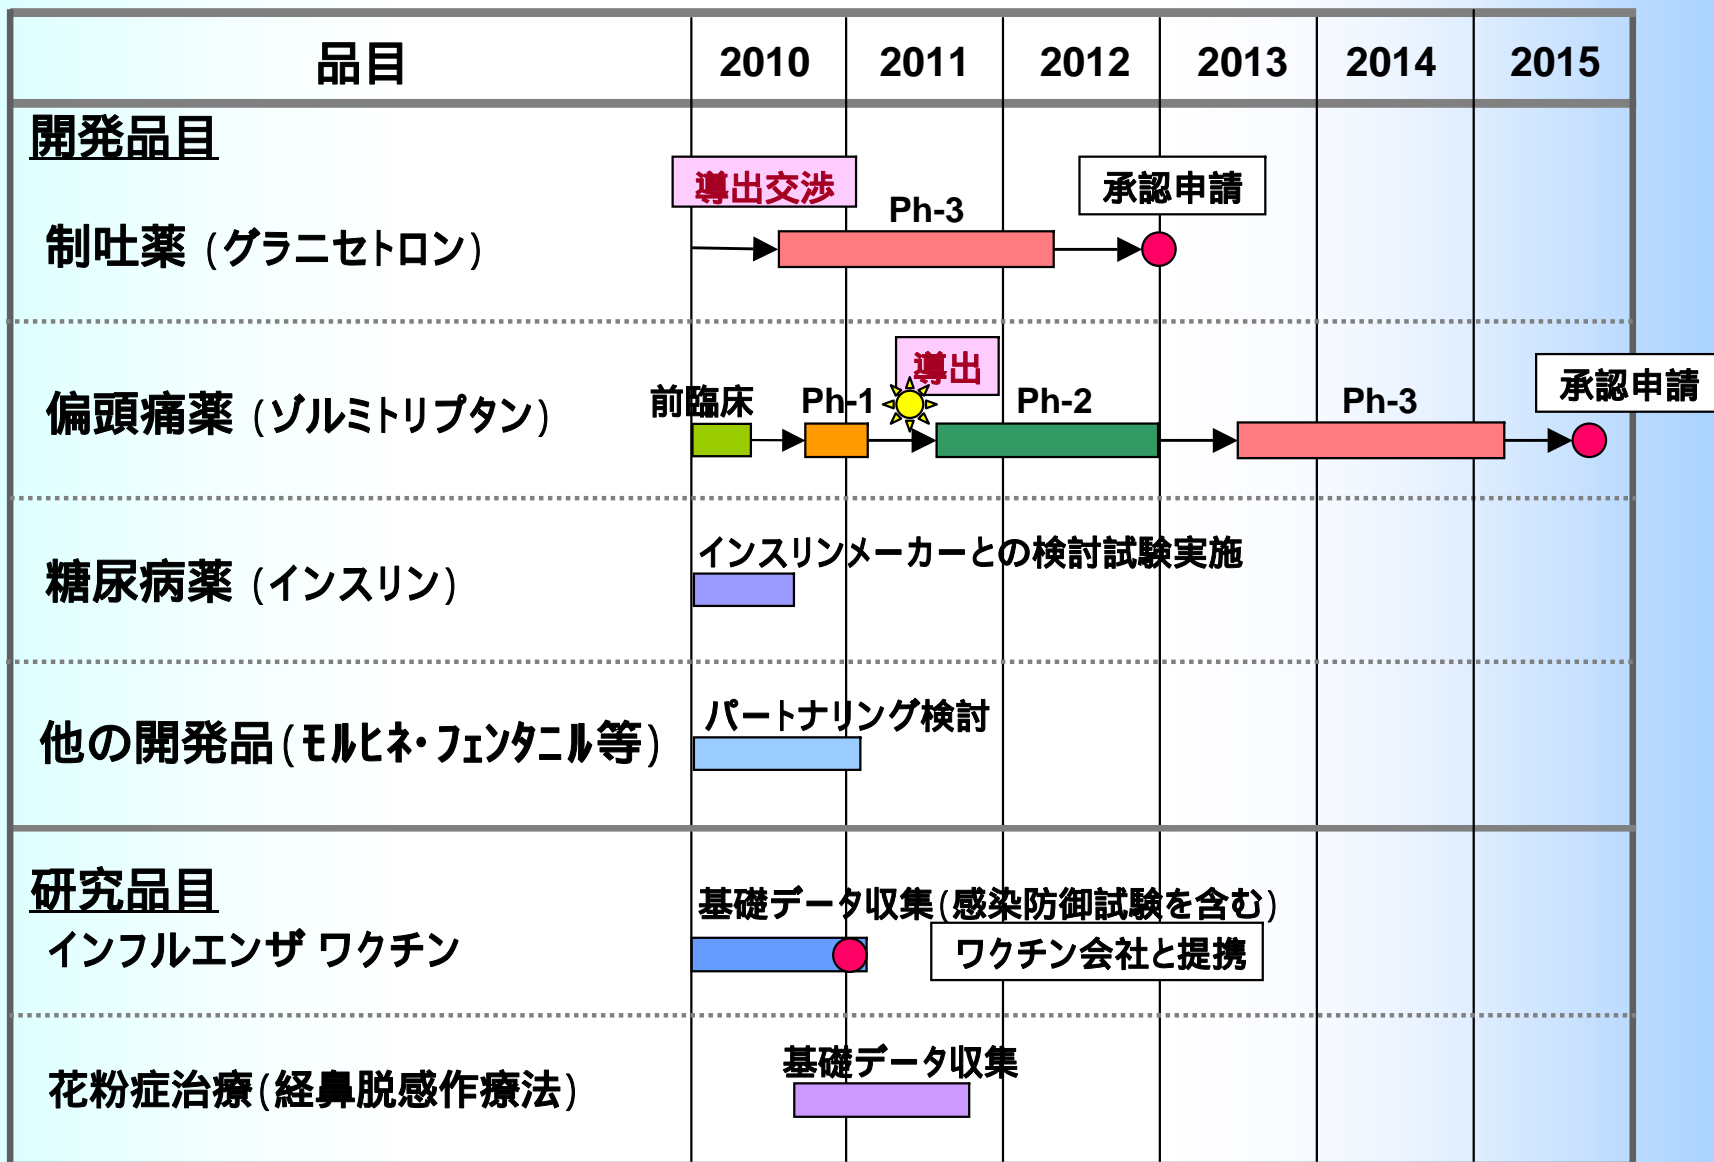 品目 2010 2011 2012 2013 2014 2015
開発品目
導出交渉 承認申請
Ph-3
制吐薬 (グラニセトロン)
導出
承認申請
前臨床 Ph-1 Ph-2 Ph-3
偏頭痛薬 (ゾルミトリプタン)
インスリンメーカーとの検討試験実施
糖尿病薬 (インスリン)
パートナリング検討
他の開発品(モルヒネ・フェンタニル等)
研究品目
基礎データ収集(感染防御試験を含む)
インフルエンザ ワクチン ワクチン会社と提携
基礎データ収集
花粉症治療(経鼻脱感作療法)